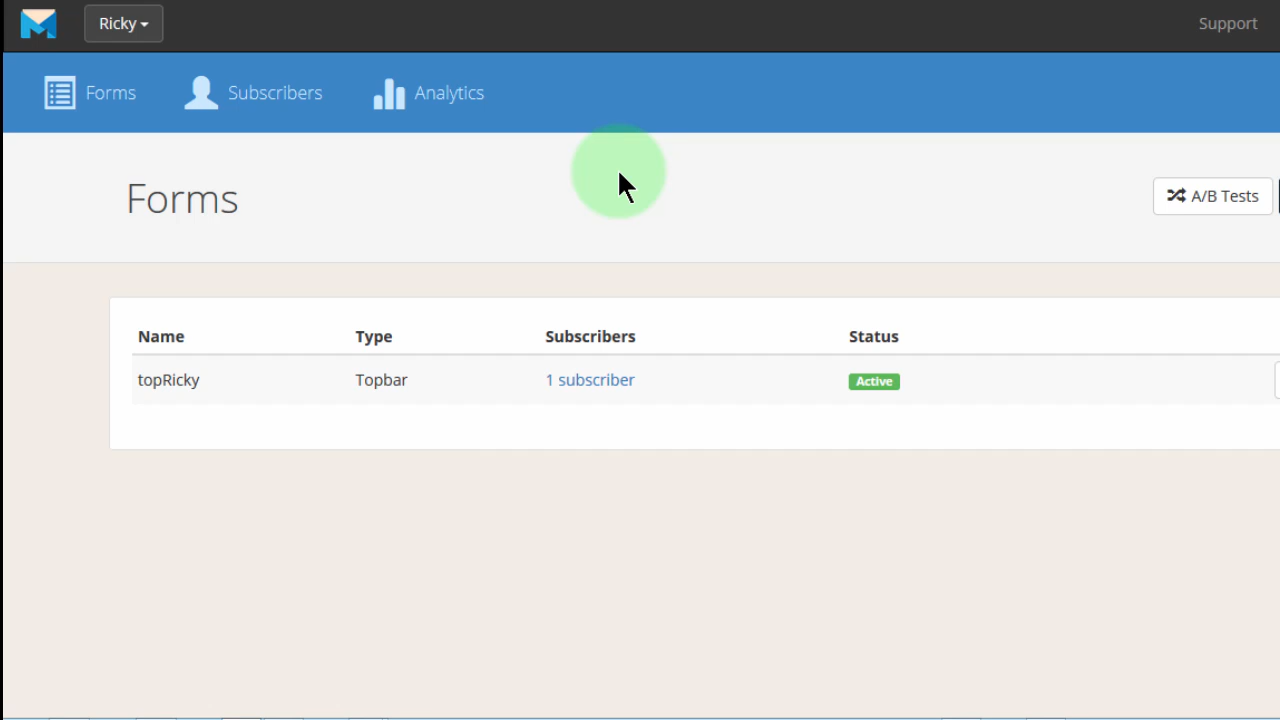 Ricky
Support
Forms
Subscribers
Analytics
Forms
A/B Tests
Name Type Subscribers Status
topRicky Topbar 1 subscriber Active